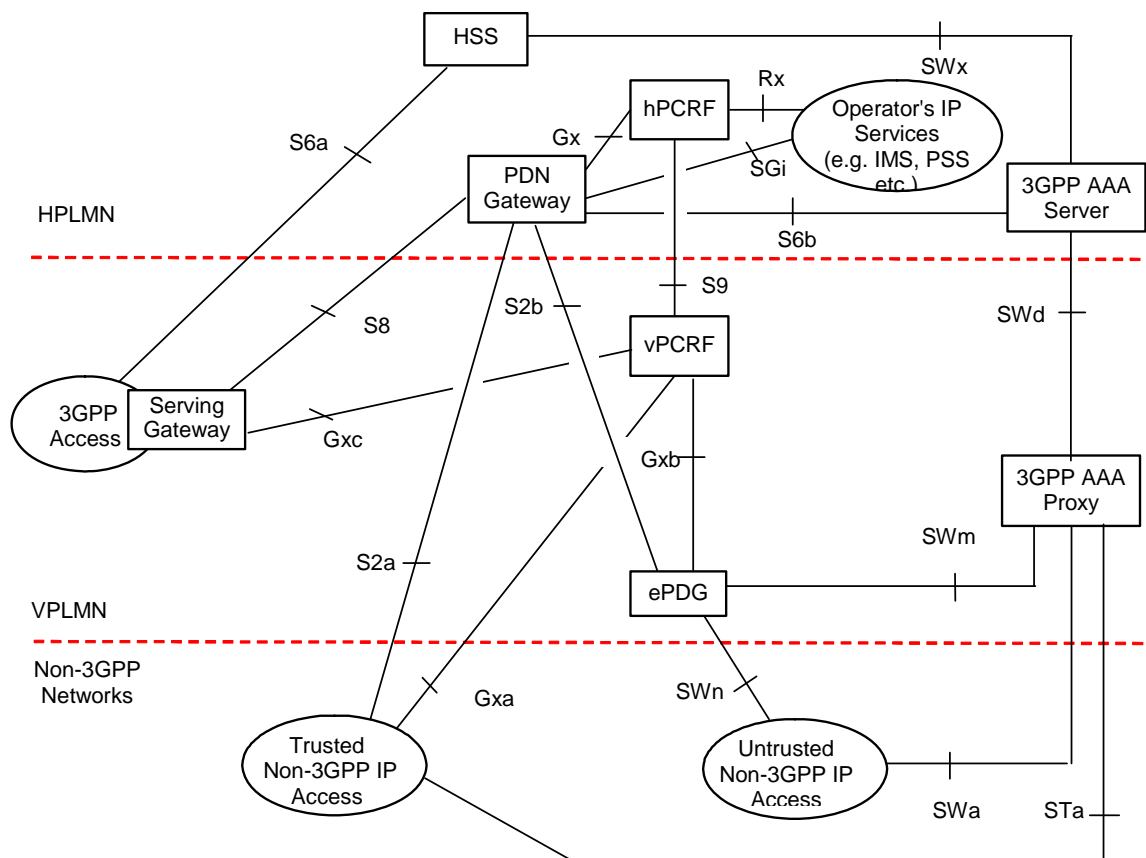 HSS
SWx
Rx
hPCRF
Operator's IP
Services
(e.g. IMS, PSS
etc.)
Gx
S6a
SGi
PDN
Gateway
3GPP AAA
Server
HPLMN
S6b
S9
S2b
SWd
S8
vPCRF
3GPP
Access
Serving
Gateway
Gxc
Gxb
3GPP AAA
Proxy
SWm
S2a
ePDG
VPLMN
Non-3GPP
Networks
SWn
Gxa
Trusted
Non-3GPP IP
Access
Untrusted
Non-3GPP IP
Access
SWa
STa